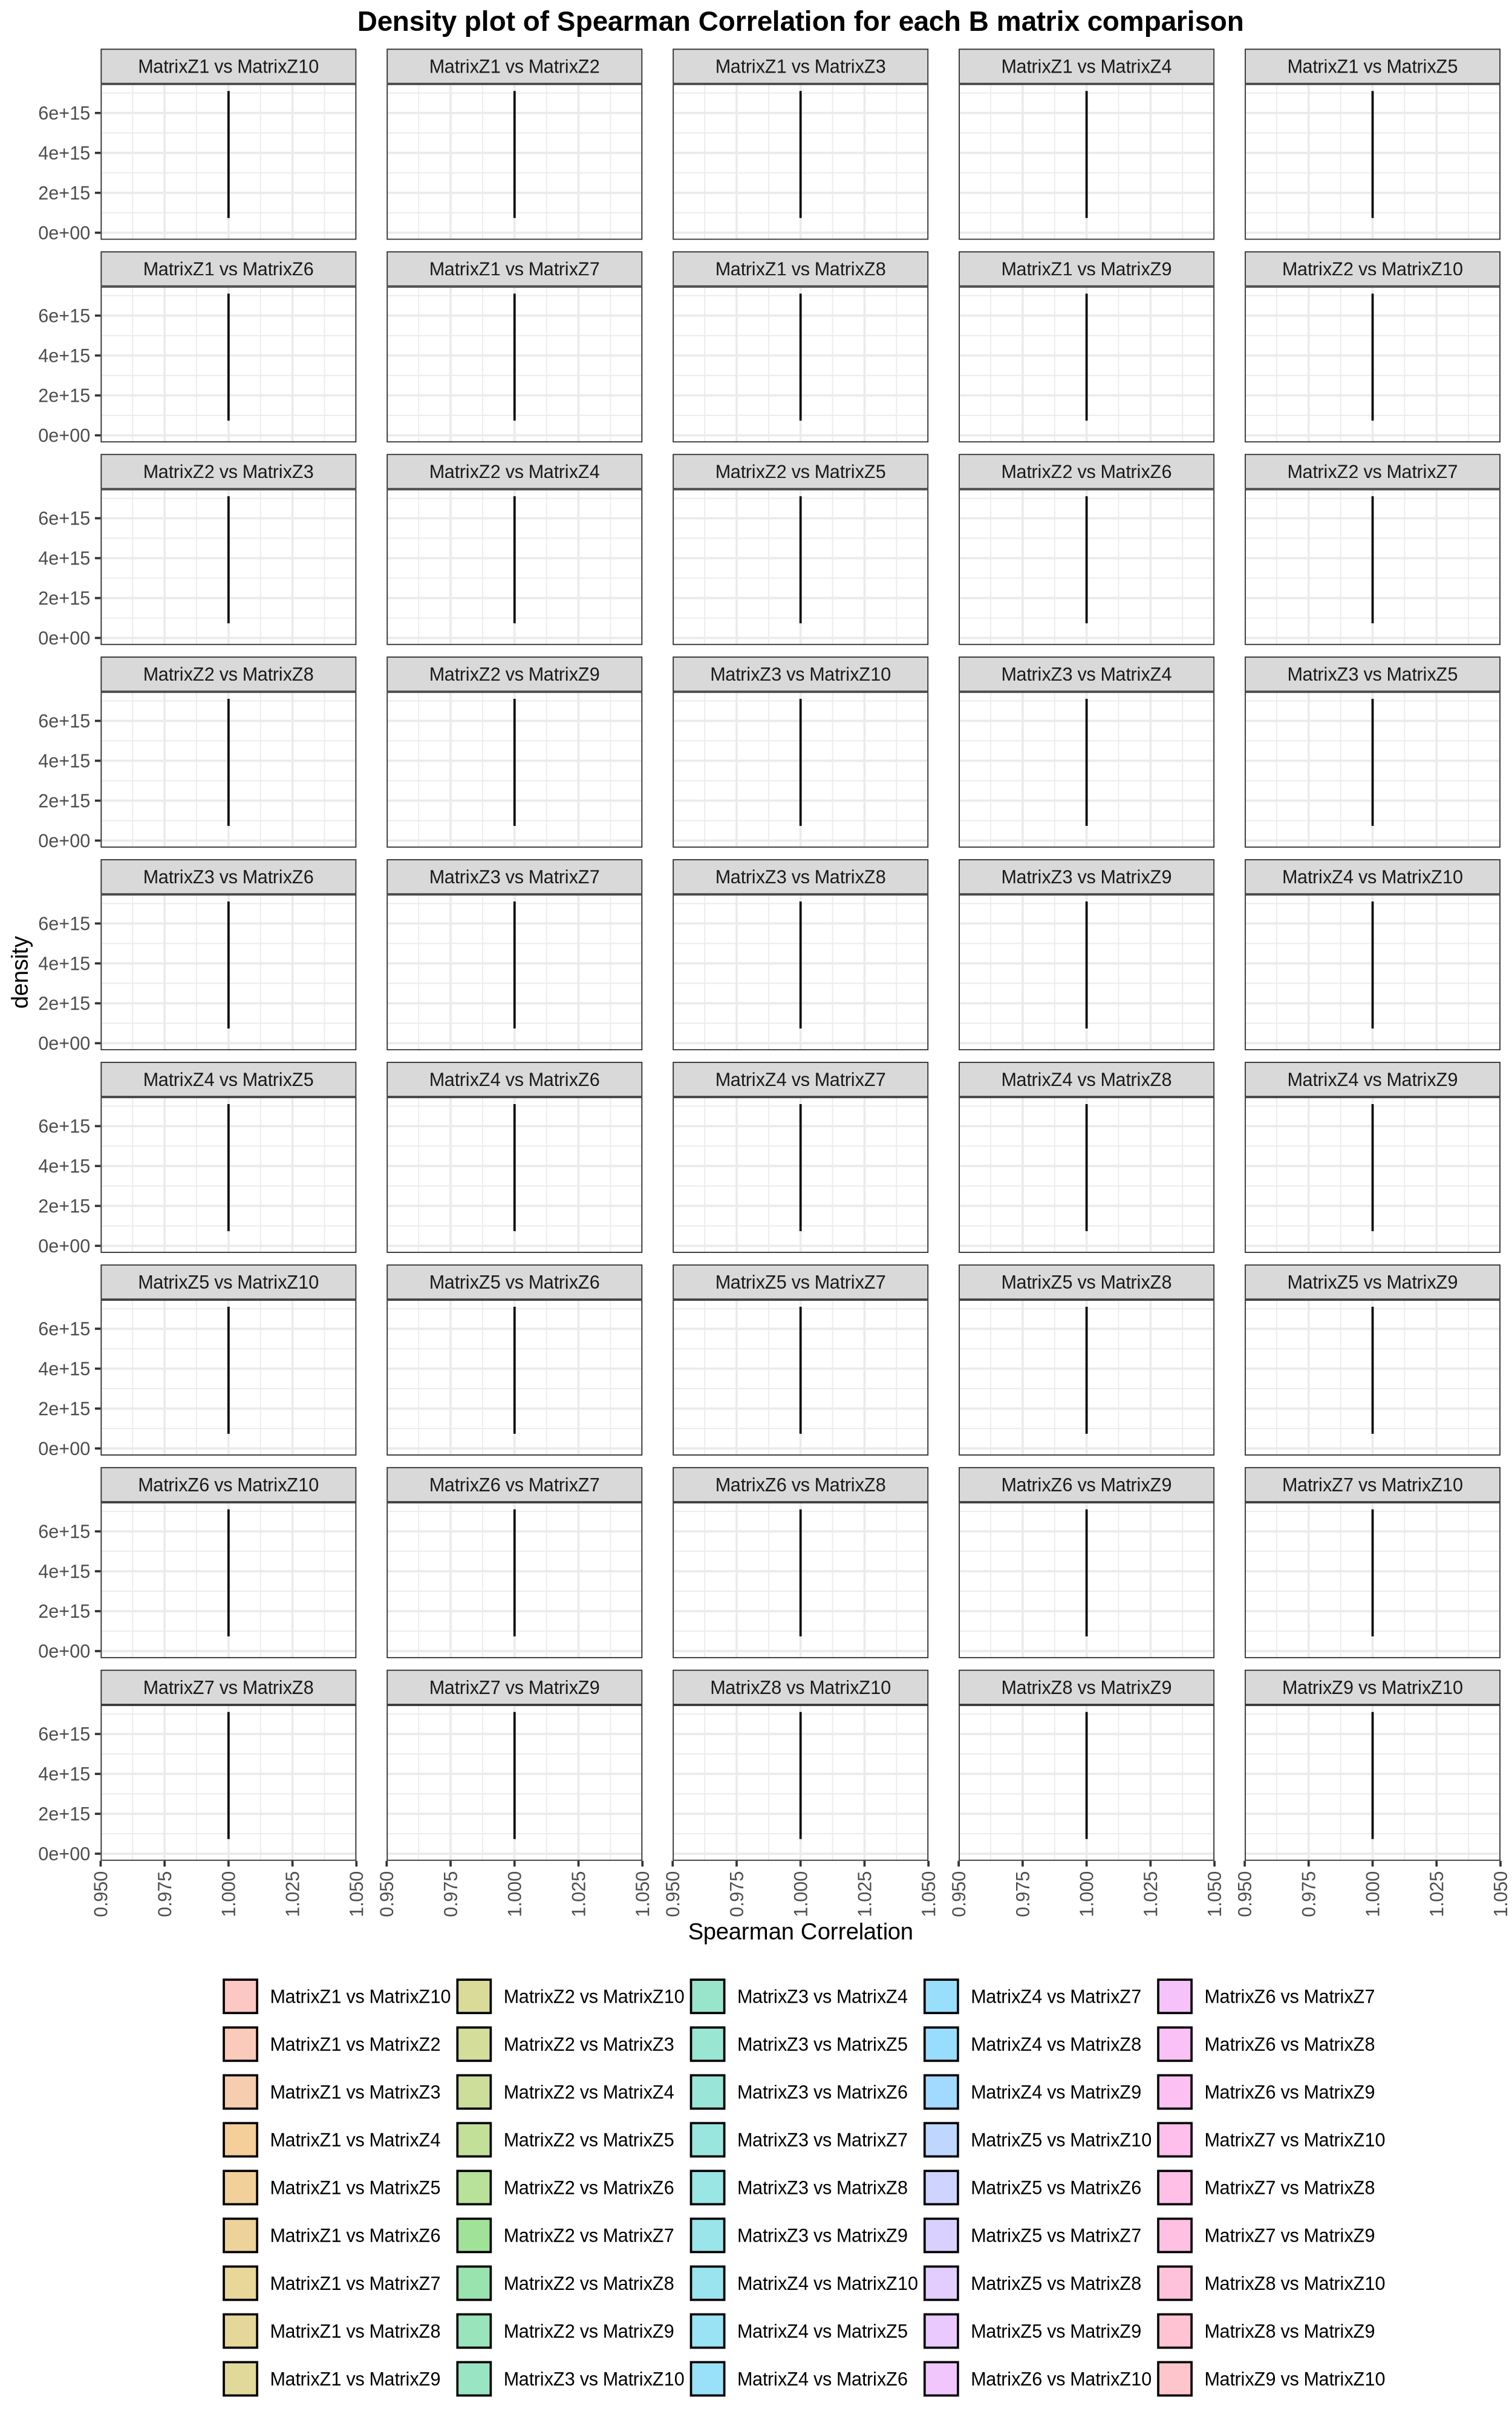 Density plot of Spearman Correlation for each B matrix comparison
MatrixZ1 vs MatrixZ10 MatrixZ1 vs MatrixZ2 MatrixZ1 vs MatrixZ3 MatrixZ1 vs MatrixZ4 MatrixZ1 vs MatrixZ5
6e+15
4e+15
2e+15
0e+00
MatrixZ1 vs MatrixZ6 MatrixZ1 vs MatrixZ7 MatrixZ1 vs MatrixZ8 MatrixZ1 vs MatrixZ9 MatrixZ2 vs MatrixZ10
6e+15
4e+15
2e+15
0e+00
MatrixZ2 vs MatrixZ3 MatrixZ2 vs MatrixZ4 MatrixZ2 vs MatrixZ5 MatrixZ2 vs MatrixZ6 MatrixZ2 vs MatrixZ7
6e+15
4e+15
2e+15
0e+00
MatrixZ2 vs MatrixZ8 MatrixZ2 vs MatrixZ9 MatrixZ3 vs MatrixZ10 MatrixZ3 vs MatrixZ4 MatrixZ3 vs MatrixZ5
6e+15
4e+15
2e+15
0e+00
MatrixZ3 vs MatrixZ6 MatrixZ3 vs MatrixZ7 MatrixZ3 vs MatrixZ8 MatrixZ3 vs MatrixZ9 MatrixZ4 vs MatrixZ10
6e+15
4e+15
2e+15
0e+00
density
MatrixZ4 vs MatrixZ5 MatrixZ4 vs MatrixZ6 MatrixZ4 vs MatrixZ7 MatrixZ4 vs MatrixZ8 MatrixZ4 vs MatrixZ9
6e+15
4e+15
2e+15
0e+00
MatrixZ5 vs MatrixZ10 MatrixZ5 vs MatrixZ6 MatrixZ5 vs MatrixZ7 MatrixZ5 vs MatrixZ8 MatrixZ5 vs MatrixZ9
6e+15
4e+15
2e+15
0e+00
MatrixZ6 vs MatrixZ10 MatrixZ6 vs MatrixZ7 MatrixZ6 vs MatrixZ8 MatrixZ6 vs MatrixZ9 MatrixZ7 vs MatrixZ10
6e+15
4e+15
2e+15
0e+00
MatrixZ7 vs MatrixZ8 MatrixZ7 vs MatrixZ9 MatrixZ8 vs MatrixZ10 MatrixZ8 vs MatrixZ9 MatrixZ9 vs MatrixZ10
6e+15
4e+15
2e+15
0e+00
0.950 0.975 1.000 1.025 1.050 0.950 0.975 1.000 1.025 1.050 0.950 0.975 1.000 1.025 1.050 0.950 0.975 1.000 1.025 1.050 0.950 0.975 1.000 1.025 1.050
Spearman Correlation
MatrixZ1 vs MatrixZ10 MatrixZ2 vs MatrixZ10 MatrixZ3 vs MatrixZ4 MatrixZ4 vs MatrixZ7 MatrixZ6 vs MatrixZ7
MatrixZ1 vs MatrixZ2 MatrixZ2 vs MatrixZ3 MatrixZ3 vs MatrixZ5 MatrixZ4 vs MatrixZ8 MatrixZ6 vs MatrixZ8
MatrixZ1 vs MatrixZ3 MatrixZ2 vs MatrixZ4 MatrixZ3 vs MatrixZ6 MatrixZ4 vs MatrixZ9 MatrixZ6 vs MatrixZ9
MatrixZ1 vs MatrixZ4 MatrixZ2 vs MatrixZ5 MatrixZ3 vs MatrixZ7 MatrixZ5 vs MatrixZ10 MatrixZ7 vs MatrixZ10
MatrixZ1 vs MatrixZ5 MatrixZ2 vs MatrixZ6 MatrixZ3 vs MatrixZ8 MatrixZ5 vs MatrixZ6 MatrixZ7 vs MatrixZ8
MatrixZ1 vs MatrixZ6 MatrixZ2 vs MatrixZ7 MatrixZ3 vs MatrixZ9 MatrixZ5 vs MatrixZ7 MatrixZ7 vs MatrixZ9
MatrixZ1 vs MatrixZ7 MatrixZ2 vs MatrixZ8 MatrixZ4 vs MatrixZ10 MatrixZ5 vs MatrixZ8 MatrixZ8 vs MatrixZ10
MatrixZ1 vs MatrixZ8 MatrixZ2 vs MatrixZ9 MatrixZ4 vs MatrixZ5 MatrixZ5 vs MatrixZ9 MatrixZ8 vs MatrixZ9
MatrixZ1 vs MatrixZ9 MatrixZ3 vs MatrixZ10 MatrixZ4 vs MatrixZ6 MatrixZ6 vs MatrixZ10 MatrixZ9 vs MatrixZ10